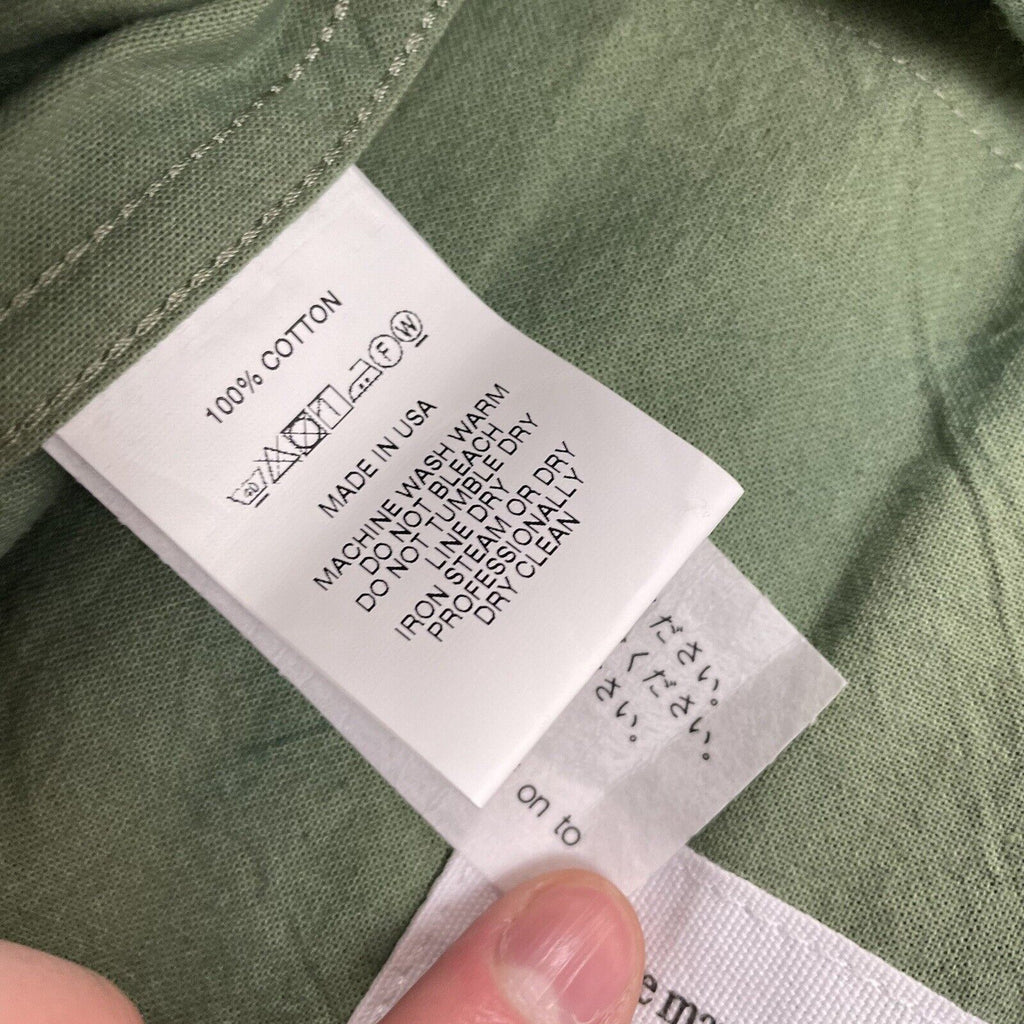 100% COTTON
40 F W
MADE IN USA
MACHINE WASH WARM
DO NOT BLEACH
DO NOT TUMBLE DRY
LINE DRY
IRON STEAM OR DRY
PROFESSIONALLY
DRY CLEAN
ださい。
ください。
さい。
on to